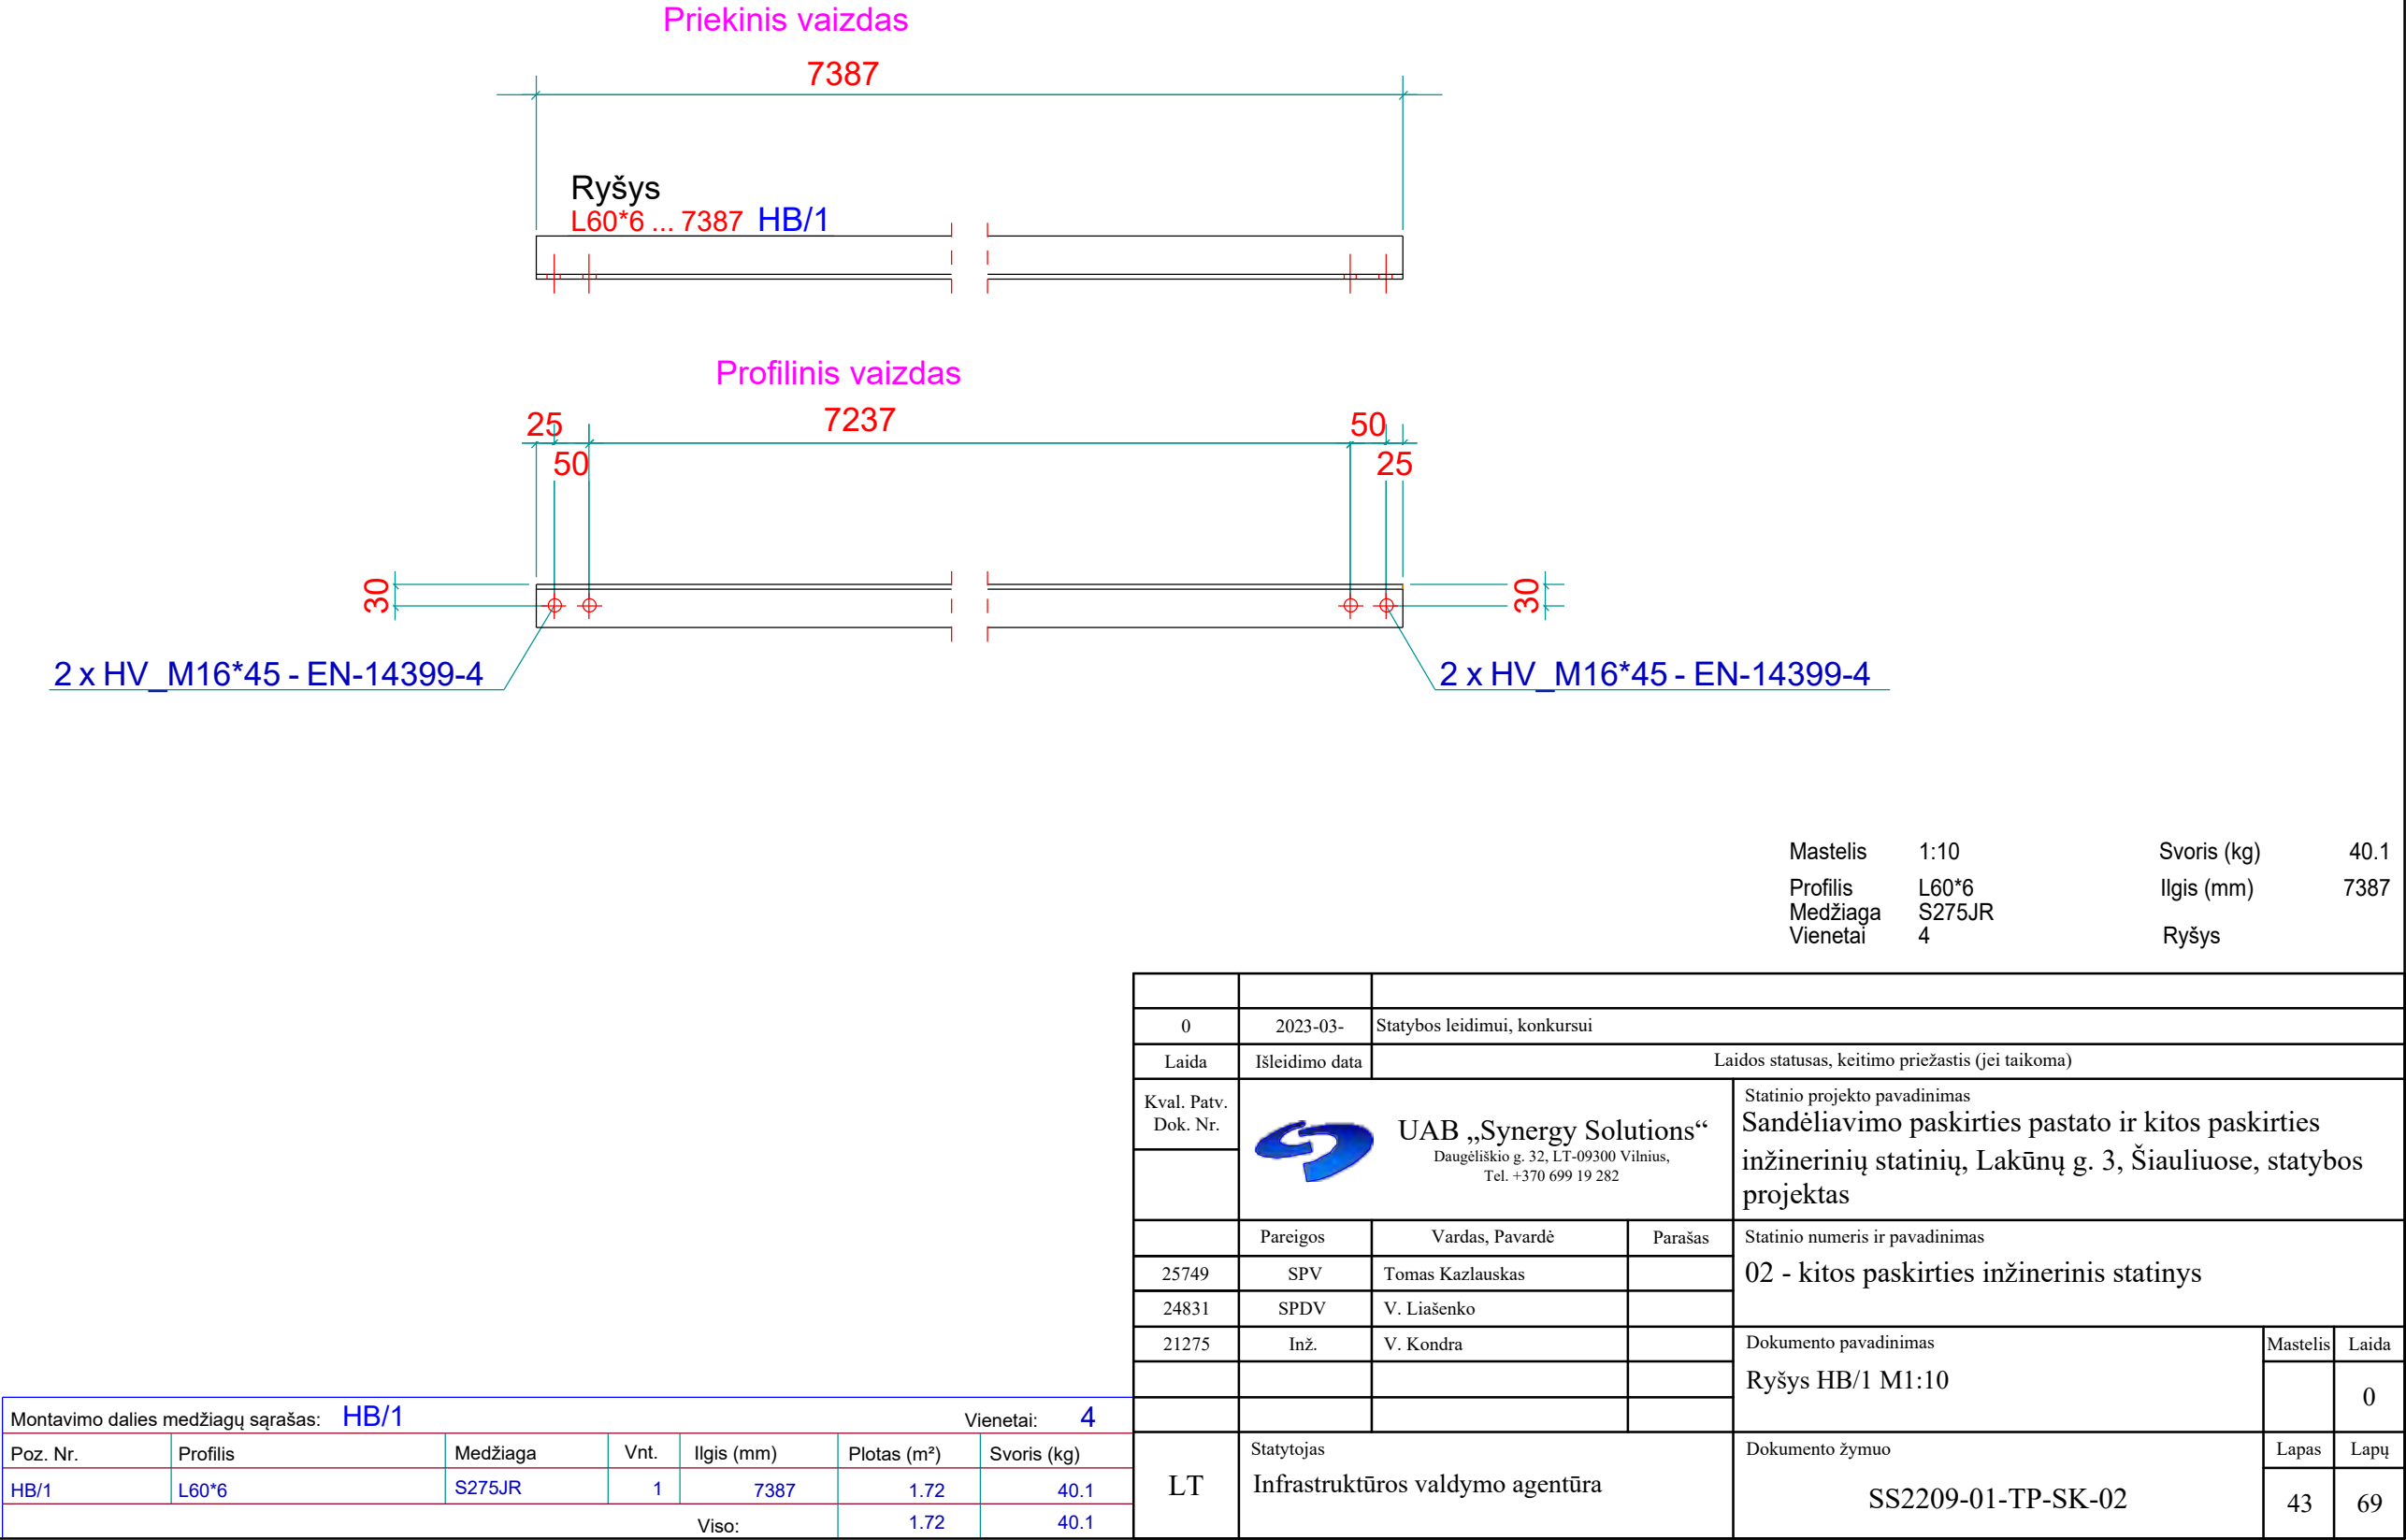 Priekinis vaizdas
7387
Ryšys
L60*6 ... 7387 HB/1
Profilinis vaizdas
25 7237 50
50 25
30 30
2 x HV_M16*45 - EN-14399-4 2 x HV_M16*45 - EN-14399-4
Mastelis 1:10 Svoris (kg) 40.1
Profilis L60*6 Ilgis (mm) 7387
Medžiaga S275JR
Vienetai 4 Ryšys
0 2023-03- Statybos leidimui, konkursui
Laida Išleidimo data Laidos statusas, keitimo priežastis (jei taikoma)
Kval. Patv.
Dok. Nr.
UAB „Synergy Solutions“
Daugėliškio g. 32, LT-09300 Vilnius,
Tel. +370 699 19 282
Statinio projekto pavadinimas
Sandėliavimo paskirties pastato ir kitos paskirties
inžinerinių statinių, Lakūnų g. 3, Šiauliuose, statybos
projektas
Pareigos Vardas, Pavardė Parašas
Statinio numeris ir pavadinimas
02 - kitos paskirties inžinerinis statinys
25749 SPV Tomas Kazlauskas
24831 SPDV V. Liašenko
21275 Inž. V. Kondra
Dokumento pavadinimas Mastelis Laida
Ryšys HB/1 M1:10 0
LT
Statytojas
Infrastruktūros valdymo agentūra
Dokumento žymuo Lapas Lapų
SS2209-01-TP-SK-02 43 69
Montavimo dalies medžiagų sąrašas: HB/1 Vienetai: 4
Poz. Nr. Profilis Medžiaga Vnt. Ilgis (mm) Plotas (m²) Svoris (kg)
HB/1 L60*6 S275JR 1 7387 1.72 40.1
Viso: 1.72 40.1